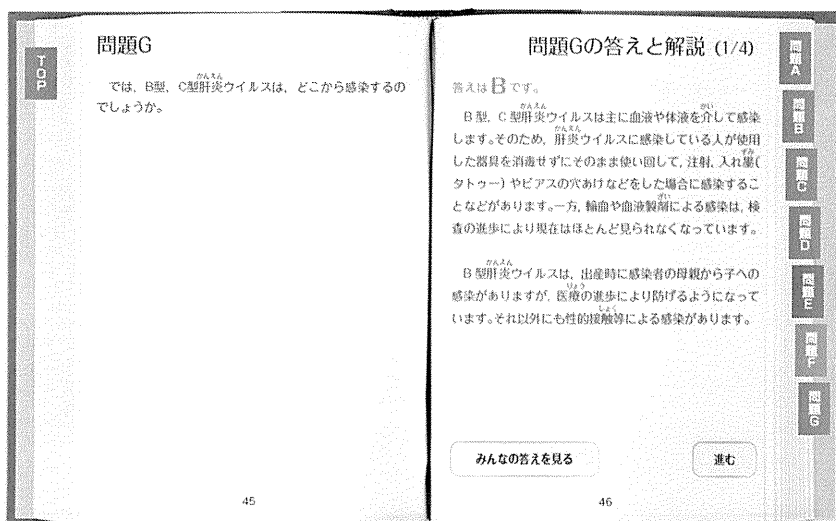 TOP
問題G
では、B型、C型肝炎ウイルスは、どこから感染するの
でしょうか。
45
問題Gの答えと解説 (1/4)
答えは B です。
B型、C型肝炎ウイルスは主に血液や体液を介して感染
します。そのため、肝炎ウイルスに感染している人が使用
した器具を消毒せずにそのまま使い回して、注射、入れ墨(
タトゥー)やピアスの穴あけなどをした場合に感染するこ
となどがあります。一方、輸血や血液製剤による感染は、検
査の進歩により現在はほとんど見られなくなっています。
B型肝炎ウイルスは、出産時に感染者の母親から子への
感染がありますが、医療の進歩により防げるようになって
います。それ以外にも性的接触等による感染があります。
みんなの答えを見る
進む
46
問題A
問題B
問題C
問題D
問題E
問題F
問題G